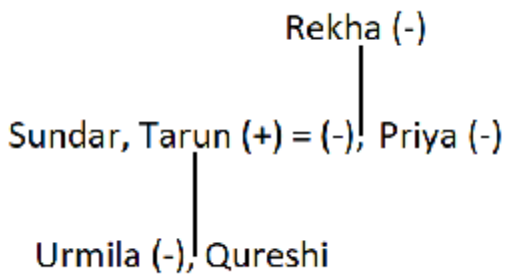 Rekha (-)
Sundar, Tarun (+) = (-), Priya (-)
Urmila (-), Qureshi